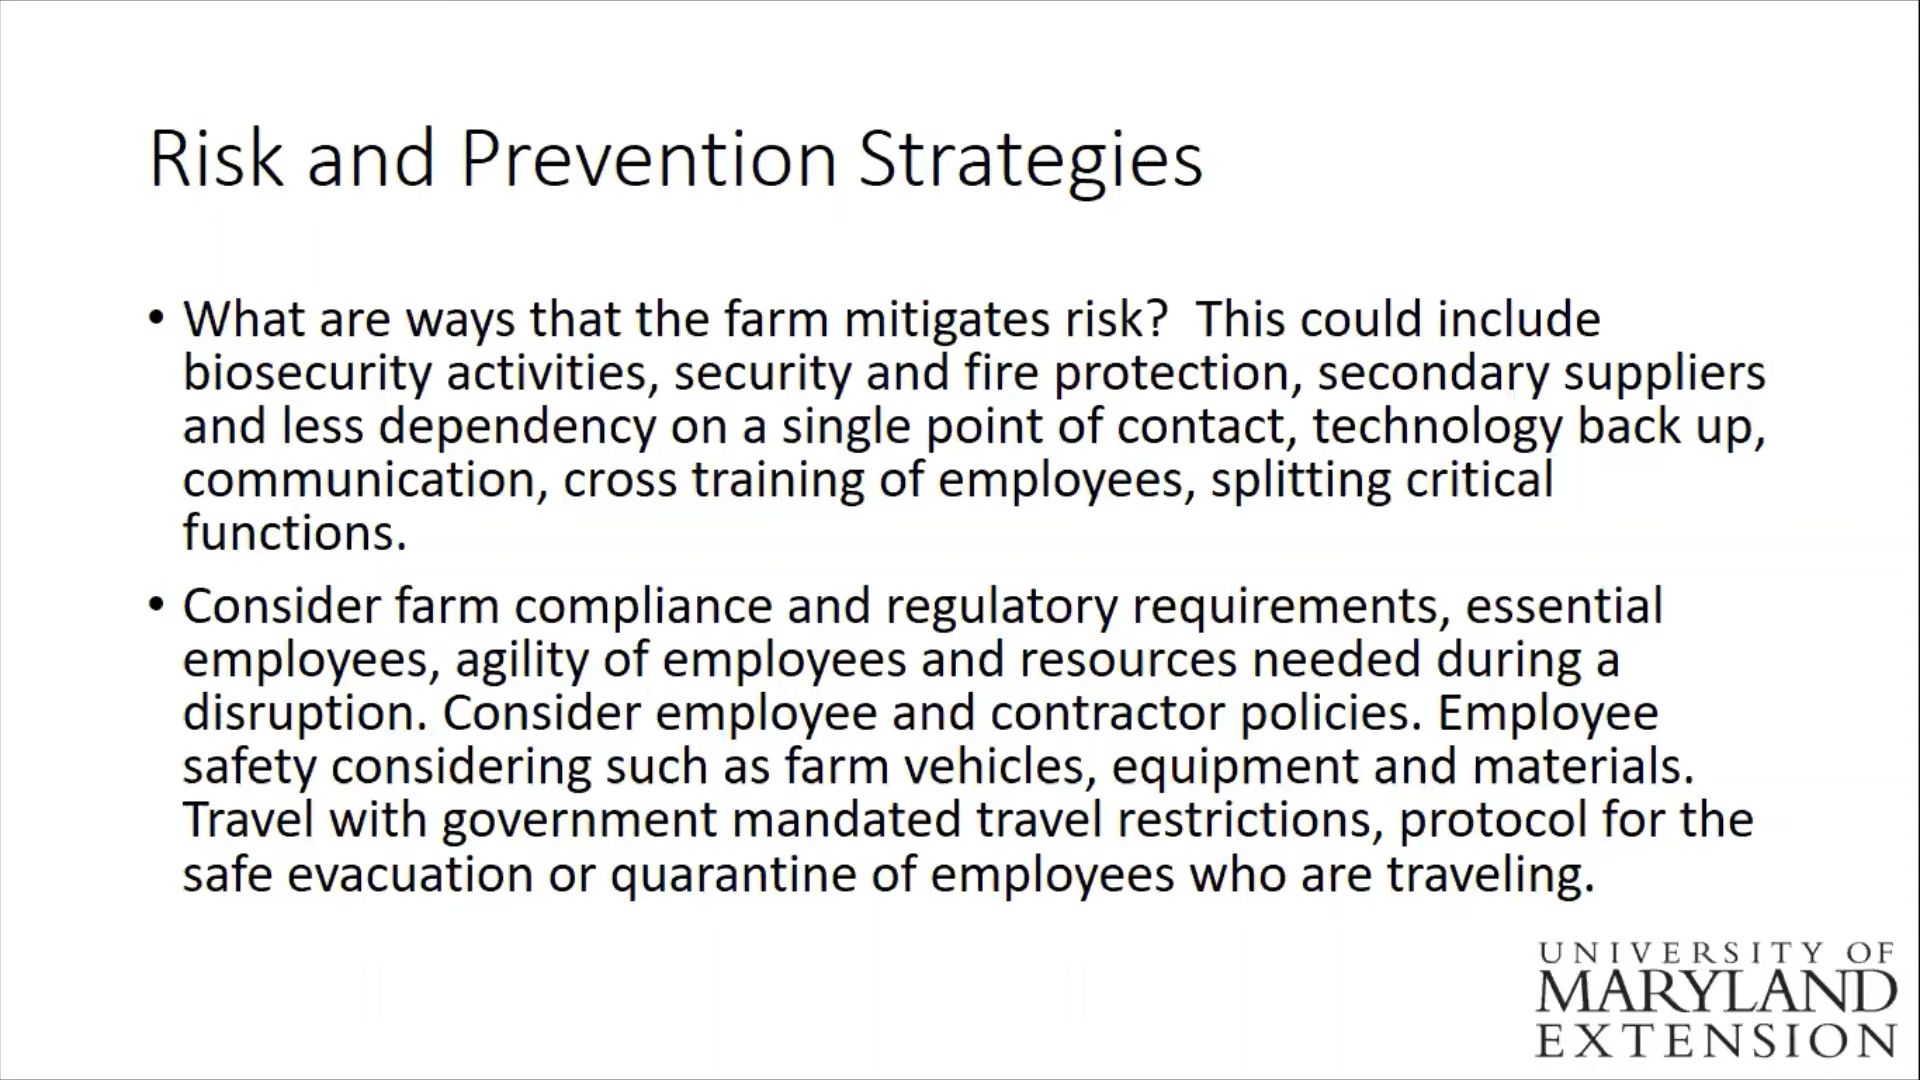 Risk and Prevention Strategies
• What are ways that the farm mitigates risk?  This could include
biosecurity activities, security and fire protection, secondary suppliers
and less dependency on a single point of contact, technology back up,
communication, cross training of employees, splitting critical
functions.
• Consider farm compliance and regulatory requirements, essential
employees, agility of employees and resources needed during a
disruption. Consider employee and contractor policies. Employee
safety considering such as farm vehicles, equipment and materials.
Travel with government mandated travel restrictions, protocol for the
safe evacuation or quarantine of employees who are traveling.
UNIVERSITY OF
MARYLAND
EXTENSION